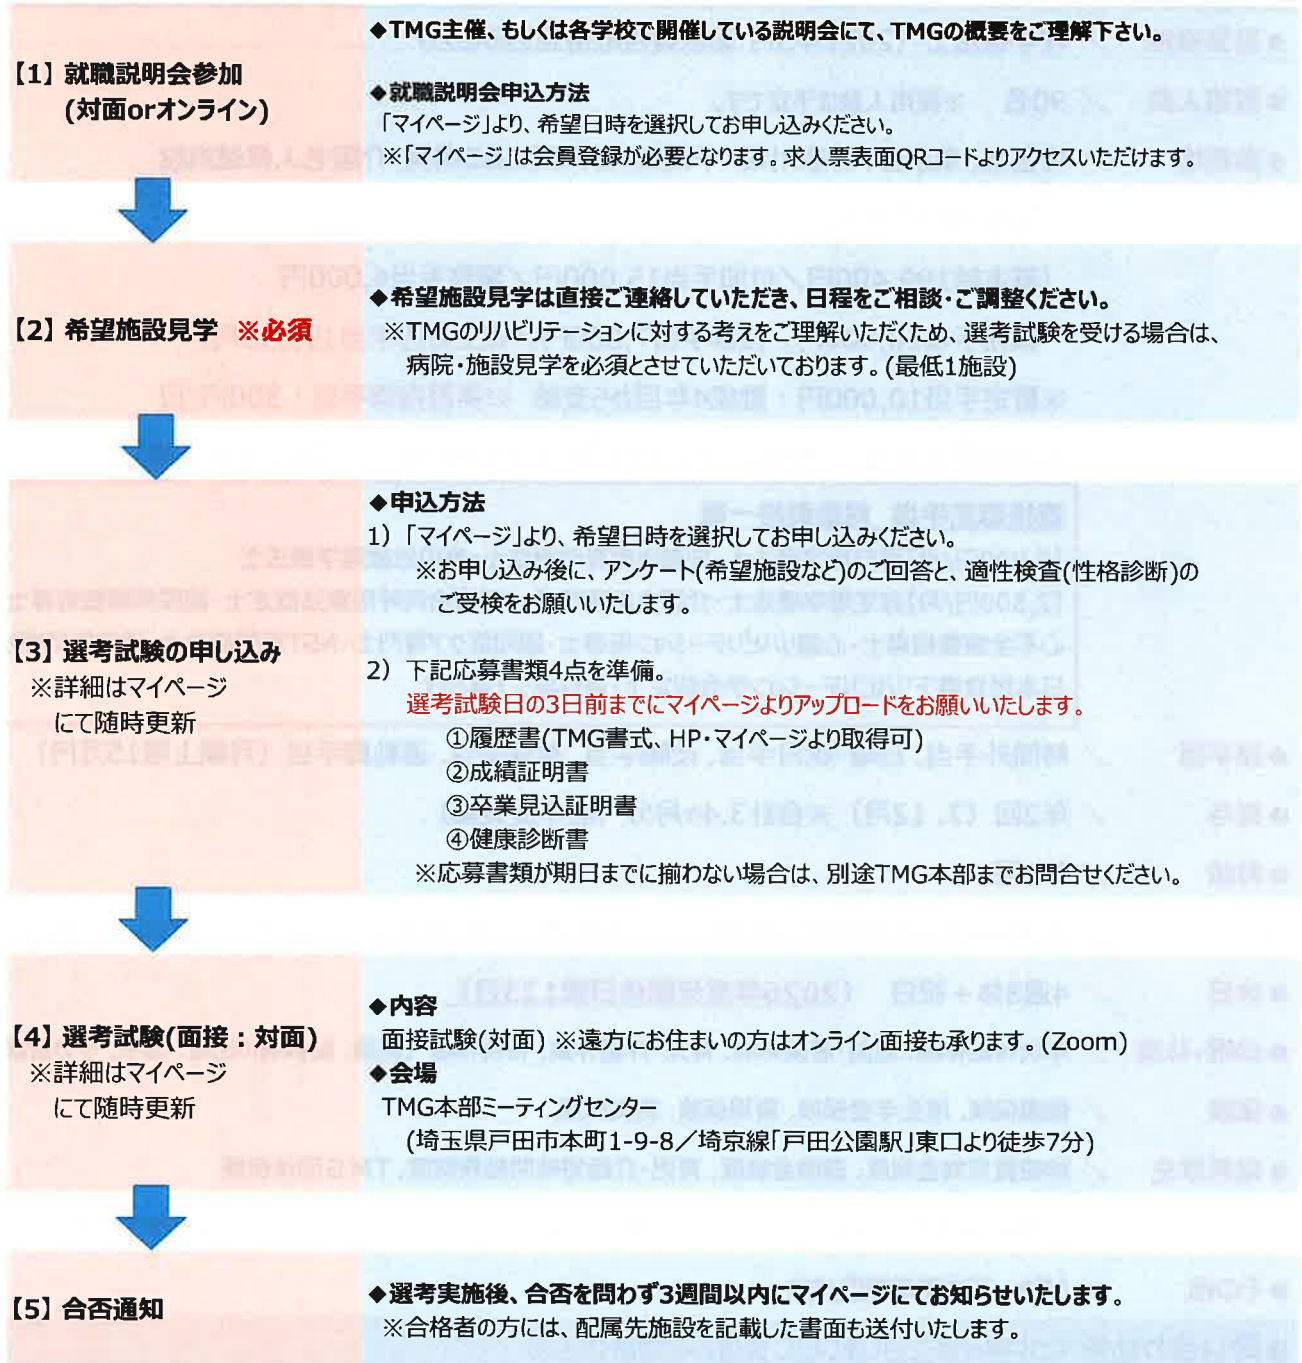 【1】就職説明会参加
(対面orオンライン)
◆TMG主催、もしくは各学校で開催している説明会にて、TMGの概要をご理解下さい。
◆就職説明会申込方法
「マイページ」より、希望日時を選択してお申し込みください。
※「マイページ」は会員登録が必要となります。求人票表面QRコードよりアクセスいただけます。
【2】希望施設見学 ※必須
◆希望施設見学は直接ご連絡していただき、日程をご相談・ご調整ください。
※TMGのリハビリテーションに対する考えをご理解いただくため、選考試験を受ける場合は、
病院・施設見学を必須とさせていただいております。(最低1施設)
【3】選考試験の申し込み
※詳細はマイページ
にて随時更新
◆申込方法
1)「マイページ」より、希望日時を選択してお申し込みください。
※お申し込み後に、アンケート(希望施設など)のご回答と、適性検査(性格診断)の
ご受検をお願いいたします。
2) 下記応募書類4点を準備。
選考試験日の3日前までにマイページよりアップロードをお願いいたします。
①履歴書(TMG書式、HP・マイページより取得可)
②成績証明書
③卒業見込証明書
④健康診断書
※応募書類が期日までに揃わない場合は、別途TMG本部までお問合せください。
【4】選考試験(面接：対面)
※詳細はマイページ
にて随時更新
◆内容
面接試験(対面) ※遠方にお住まいの方はオンライン面接も承ります。(Zoom)
◆会場
TMG本部ミーティングセンター
(埼玉県戸田市本町1-9-8／埼京線「戸田公園駅」東口より徒歩7分)
【5】合否通知
◆選考実施後、合否を問わず3週間以内にマイページにてお知らせいたします。
※合格者の方には、配属先施設を記載した書面も送付いたします。